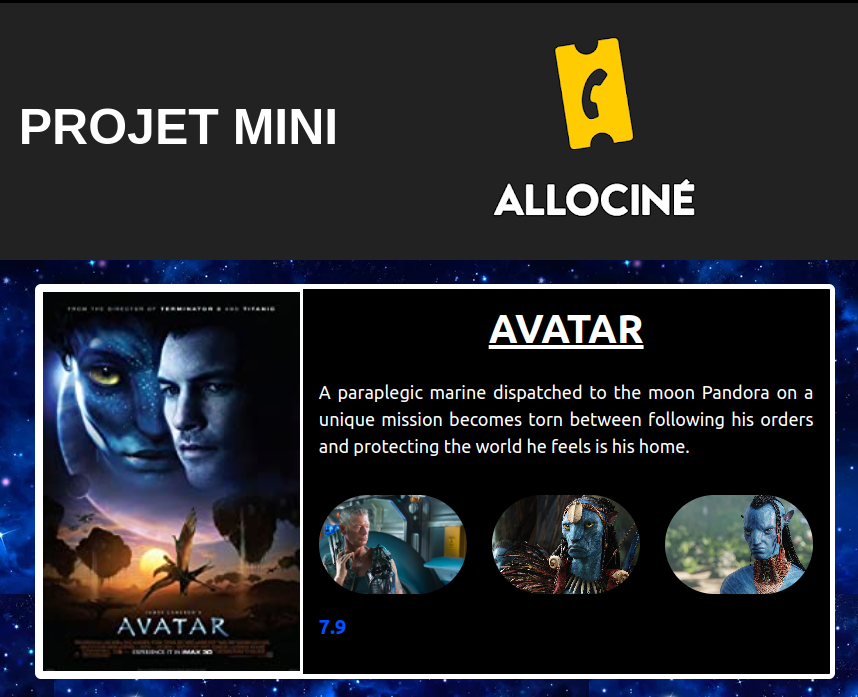 PROJET MINI
ALLOCINÉ
FROM THE DIRECTOR OF TERMINATOR 2 AND TITANIC
JAMES CAMERON'S
AVATAR
EXPERIENCE IT IN IMAX 3D
AVATAR
A paraplegic marine dispatched to the moon Pandora on a
unique mission becomes torn between following his orders
and protecting the world he feels is his home.
7.9